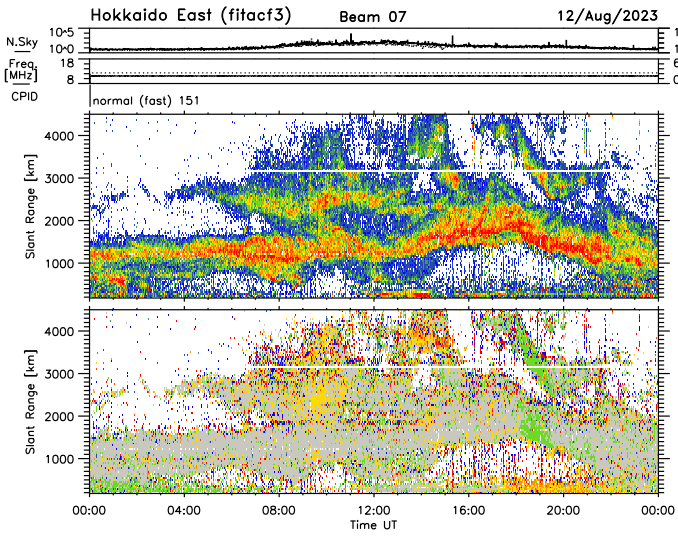 Hokkaido East (fitacf3) Beam 07 12/Aug/2023
N.Sky 10^5 10^0
Freq. [MHz] 18 8 6 0
CPID normal (fast) 151
Slant Range [km] 4000 3000 2000 1000
Slant Range [km] 4000 3000 2000 1000
00:00 04:00 08:00 12:00 16:00 20:00 00:00
Time UT